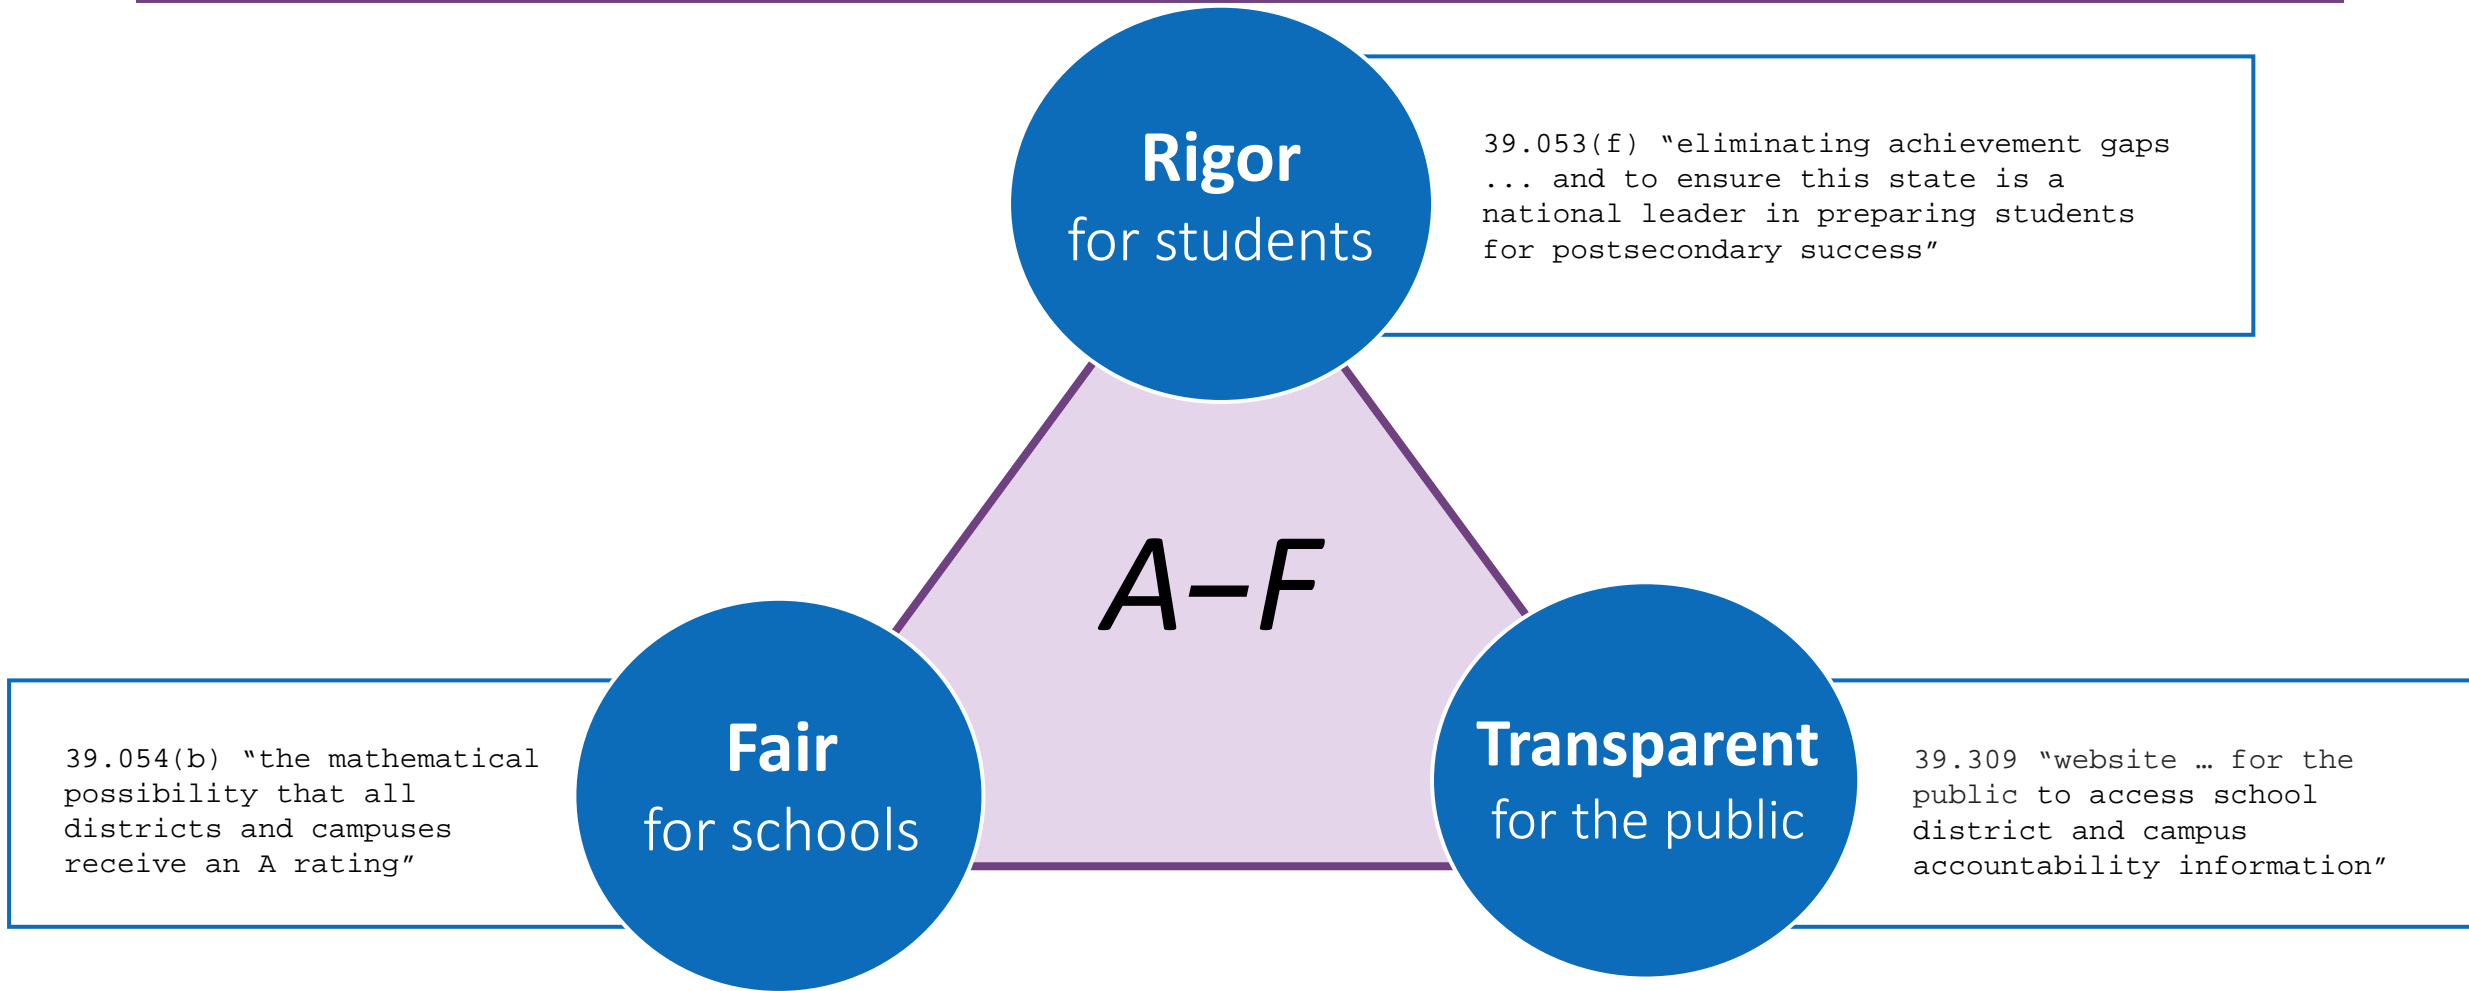 Rigor
for students
39.053(f) “eliminating achievement gaps
... and to ensure this state is a
national leader in preparing students
for postsecondary success”
A–F
39.054(b) “the mathematical
possibility that all
districts and campuses
receive an A rating”
Fair
for schools
Transparent
for the public
39.309 “website … for the
public to access school
district and campus
accountability information”